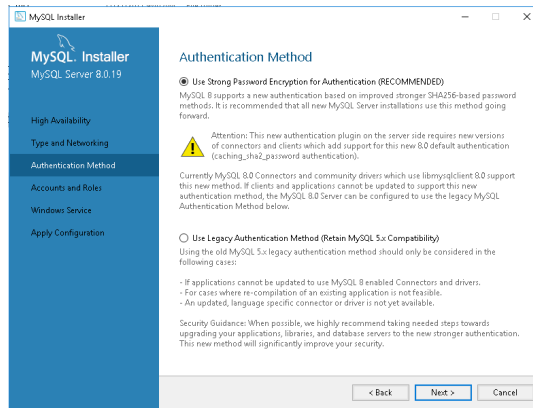 MySQL Installer
MySQL. Installer
MySQL Server 8.0.19
High Availability
Type and Networking
Authentication Method
Accounts and Roles
Windows Service
Apply Configuration
Authentication Method
Use Strong Password Encryption for Authentication (RECOMMENDED)
MySQL 8 supports a new authentication based on improved stronger SHA256-based password
methods. It is recommended that all new MySQL Server installations use this method going
forward.
Attention: This new authentication plugin on the server side requires new versions
of connectors and clients which add support for this new 8.0 default authentication
(caching_sha2_password authentication).
Currently MySQL 8.0 Connectors and community drivers which use libmysqlclient 8.0 support
this new method. If clients and applications cannot be updated to support this new
authentication method, the MySQL 8.0 Server can be configured to use the legacy MySQL
Authentication Method below.
Use Legacy Authentication Method (Retain MySQL 5.x Compatibility)
Using the old MySQL 5.x legacy authentication method should only be considered in the
following cases:
- If applications cannot be updated to use MySQL 8 enabled Connectors and drivers.
- For cases where re-compilation of an existing application is not feasible.
- An updated, language specific connector or driver is not yet available.
Security Guidance: When possible, we highly recommend taking needed steps towards
upgrading your applications, libraries, and database servers to the new stronger authentication.
This new method will significantly improve your security.
< Back
Next >
Cancel